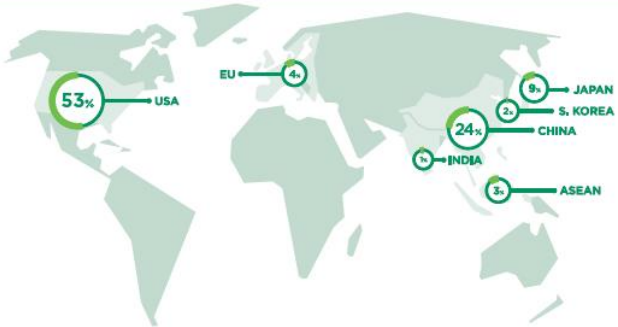 53% USA
EU 4%
9% JAPAN
2% S. KOREA
24% CHINA
1% INDIA
3% ASEAN